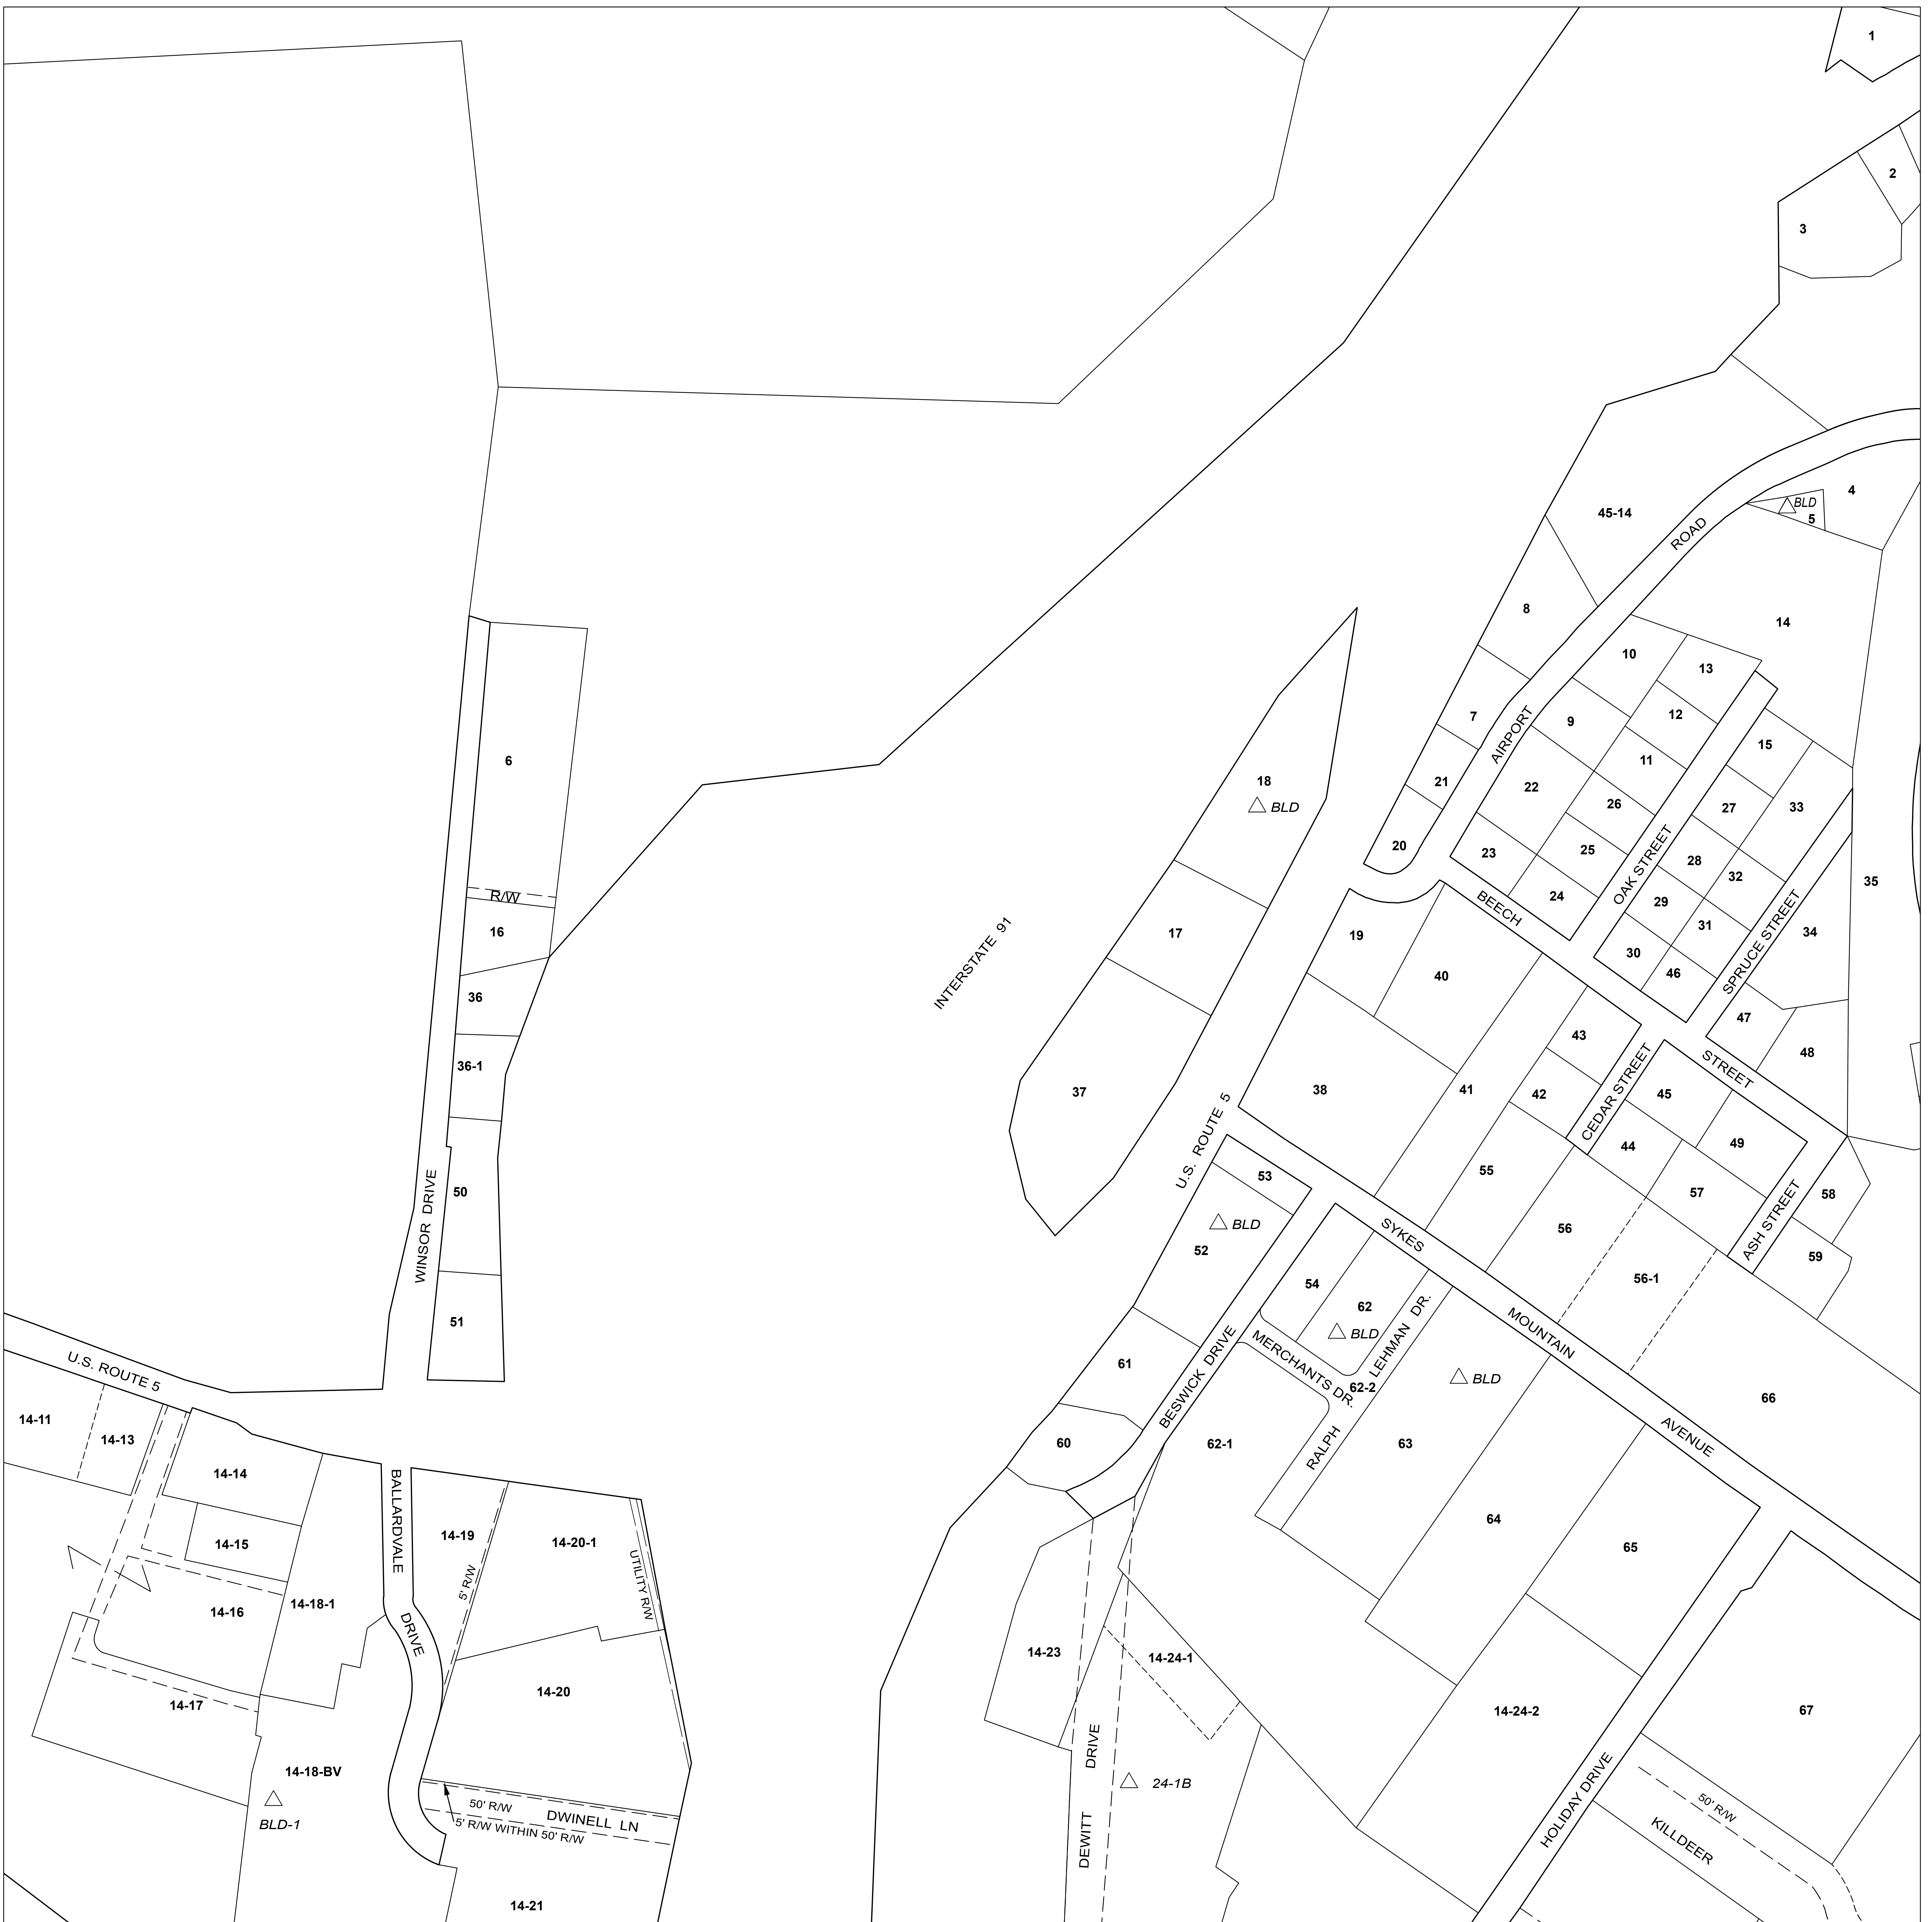 1
2
3
4
BLD
5
45-14
ROAD
8
14
10
13
7
9
12
AIRPORT
15
11
6
18
BLD
21
22
26
27
33
20
23
25
OAK STREET
28
32
35
24
29
R/W
16
17
19
BEECH
31
SPRUCE STREET
34
INTERSTATE 91
40
30
46
36
47
43
48
36-1
37
38
41
42
CEDAR STREET
45
STREET
U.S. ROUTE 5
44
49
50
WINSOR DRIVE
53
55
57
58
BLD
52
SYKES
56
ASH STREET
59
54
56-1
51
62
BLD
LEHMAN DR.
MOUNTAIN
61
BESWICK DRIVE
MERCHANTS DR.
62-2
BLD
66
U.S. ROUTE 5
14-11
14-13
60
62-1
RALPH
63
AVENUE
14-14
BALLARDVALE
14-19
14-20-1
64
65
14-15
5' R/W
UTILITY R/W
14-16
14-18-1
DRIVE
14-23
14-24-1
14-17
14-20
14-24-2
67
14-18-BV
BLD-1
DRIVE
24-1B
HOLIDAY DRIVE
50' R/W
50' R/W
DWINELL LN
5' R/W WITHIN 50' R/W
DEWITT
KILLDEER
14-21